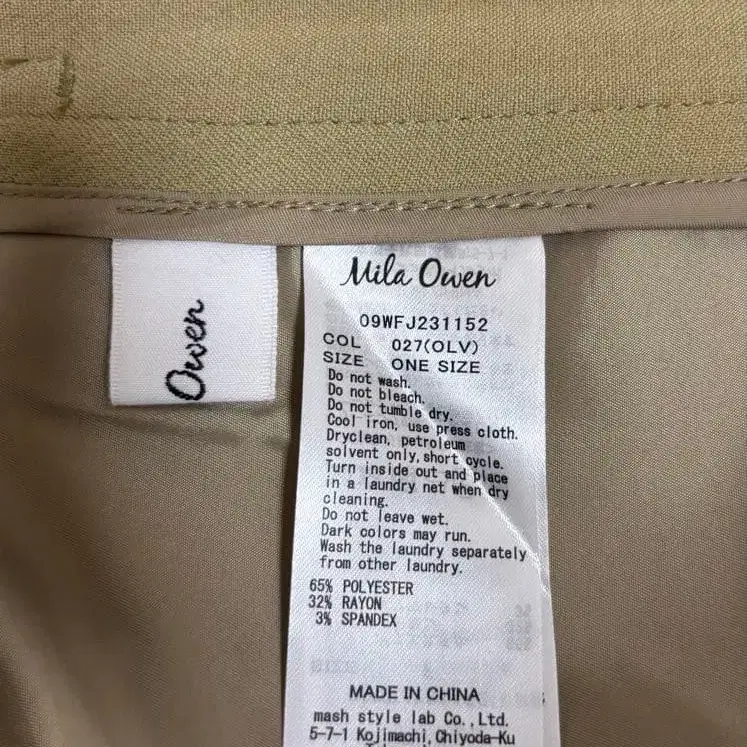 Owen
Mila Owen
09WFJ231152
COL 027(OLV)
SIZE ONE SIZE
Do not wash.
Do not bleach.
Do not tumble dry.
Cool iron, use press cloth.
Dryclean, petroleum
solvent only, short cycle.
Turn inside out and place
in a laundry net when dry
cleaning.
Do not leave wet.
Dark colors may run.
Wash the laundry separately
from other laundry.
65% POLYESTER
32% RAYON
3% SPANDEX
MADE IN CHINA
mash style lab Co., Ltd.
5-7-1 Kojimachi, Chiyoda-Ku